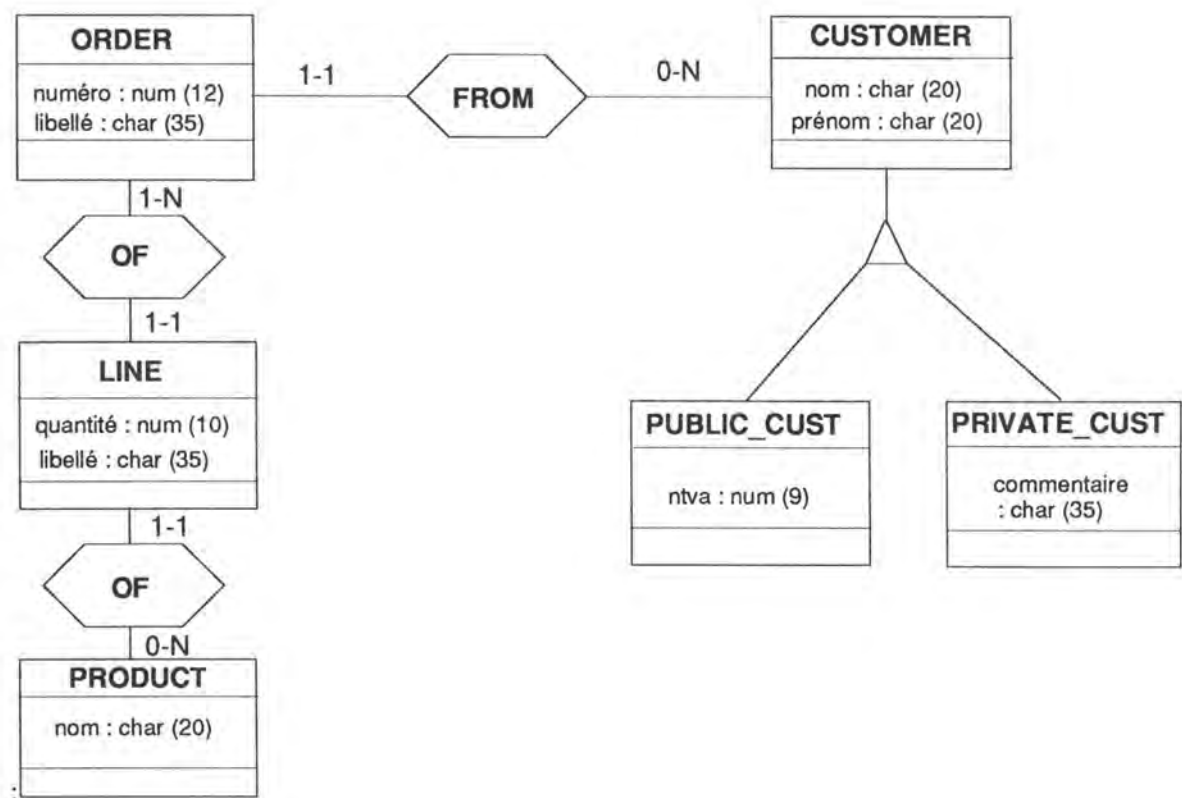 ORDER
numéro : num (12)
libellé : char (35)
1-1
FROM
0-N
CUSTOMER
nom : char (20)
prénom : char (20)
1-N
OF
1-1
LINE
quantité : num (10)
libellé : char (35)
1-1
OF
0-N
PRODUCT
nom : char (20)
PUBLIC_CUST
ntva : num (9)
PRIVATE_CUST
commentaire
: char (35)
: